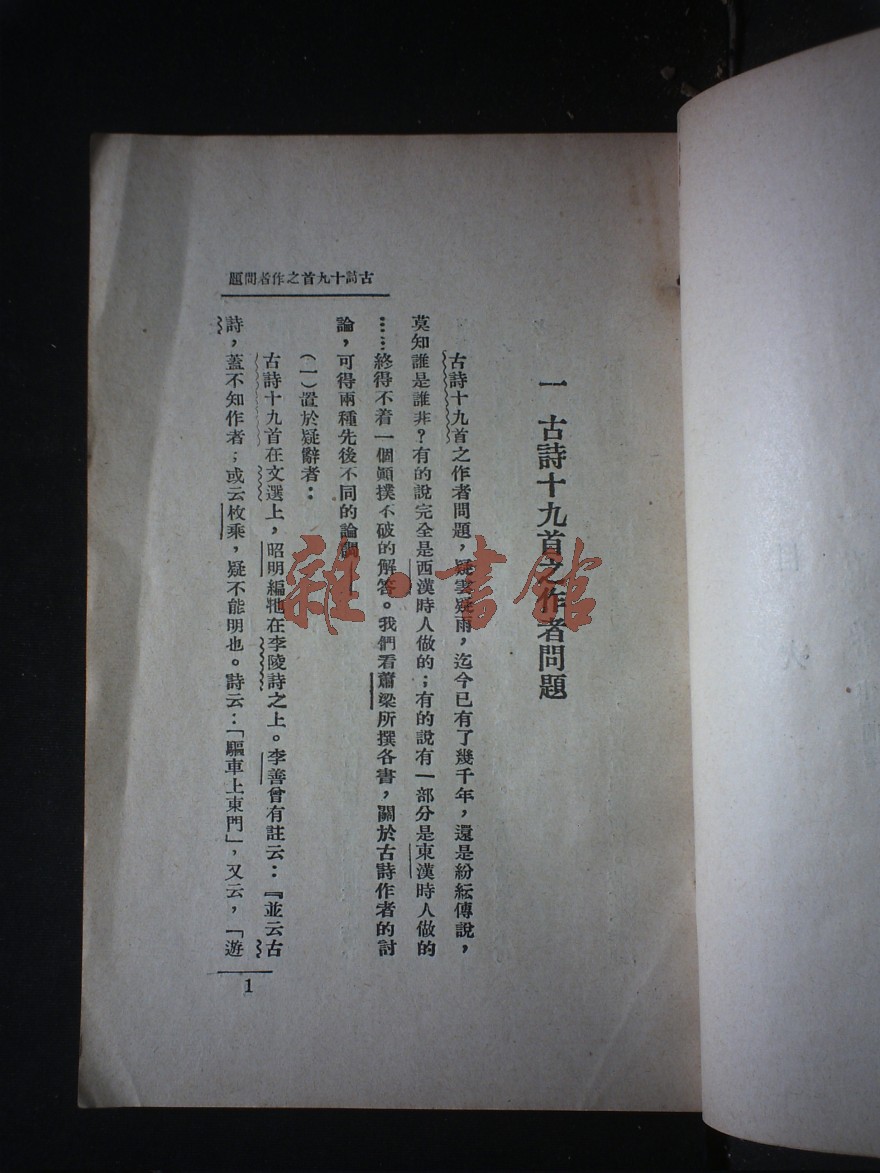 古詩十九首之作者問題
一 古詩十九首之作者問題
古詩十九首之作者問題，疑雲疑雨，迄今已有了幾千年，還是紛紜傳說，
莫知誰是誰非？有的說完全是西漢時人做的；有的說有一部分是東漢時人做的
……終得不着一個顚撲不破的解答。我們看蕭梁所撰各書，關於古詩作者的討
論，可得兩種先後不同的論調
（一）置於疑辭者：
古詩十九首在文選上，昭明編牠在李陵詩之上。李善曾有註云：『並云古
詩，蓋不知作者；或云枚乘，疑不能明也。詩云：「驅車上東門」，又云，「遊
1
雜·書館